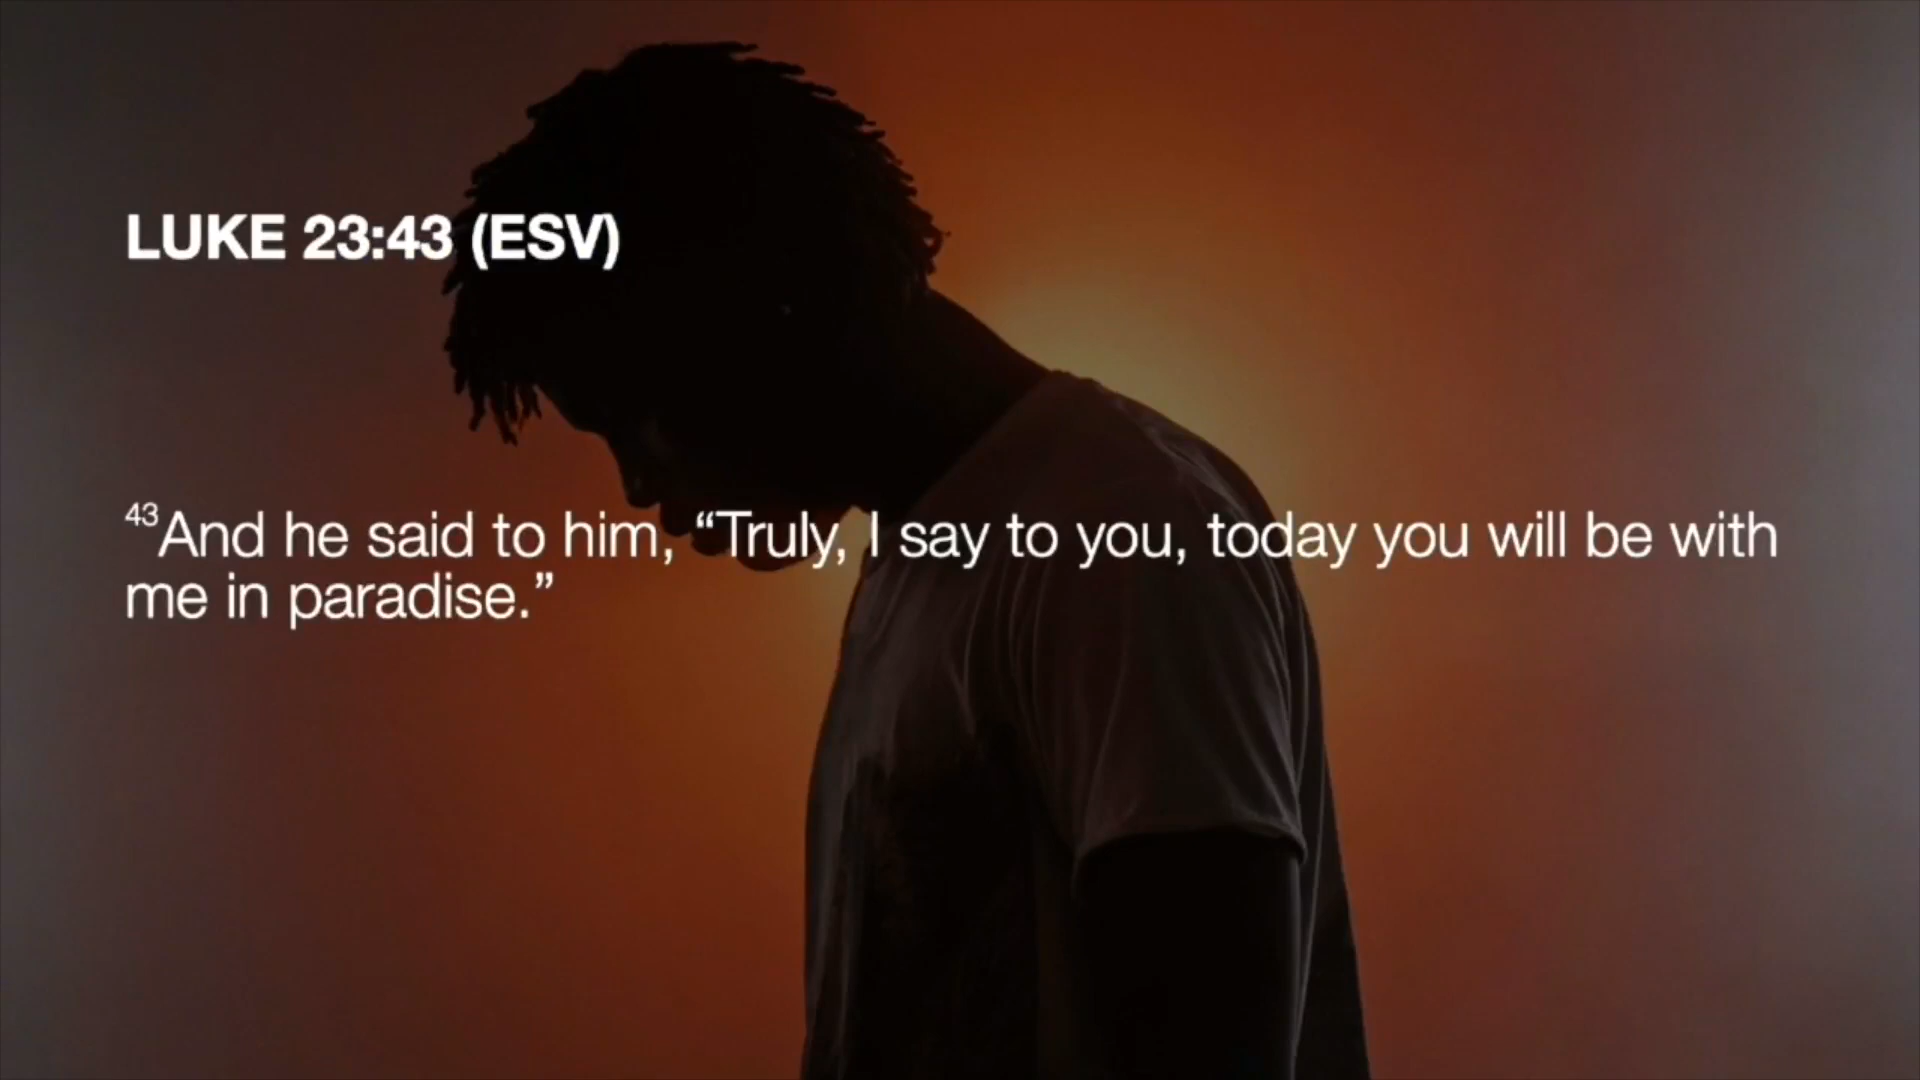 LUKE 23:43 (ESV)
43And he said to him, “Truly, I say to you, today you will be with
me in paradise.”